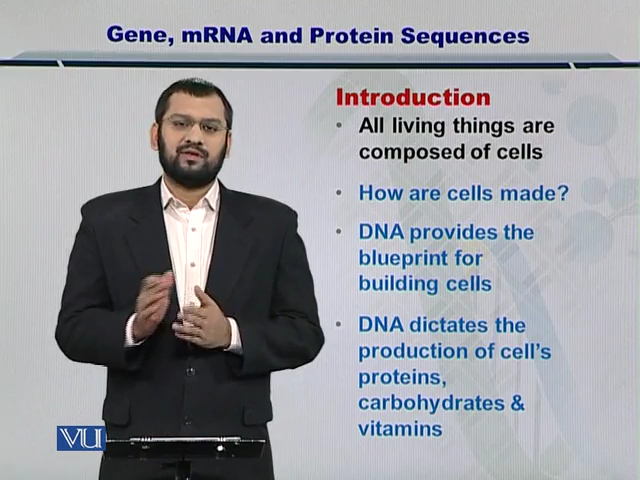 Gene, mRNA and Protein Sequences
Introduction
• All living things are
composed of cells
• How are cells made?
• DNA provides the
blueprint for
building cells
• DNA dictates the
production of cell's
proteins,
carbohydrates &
vitamins
VU